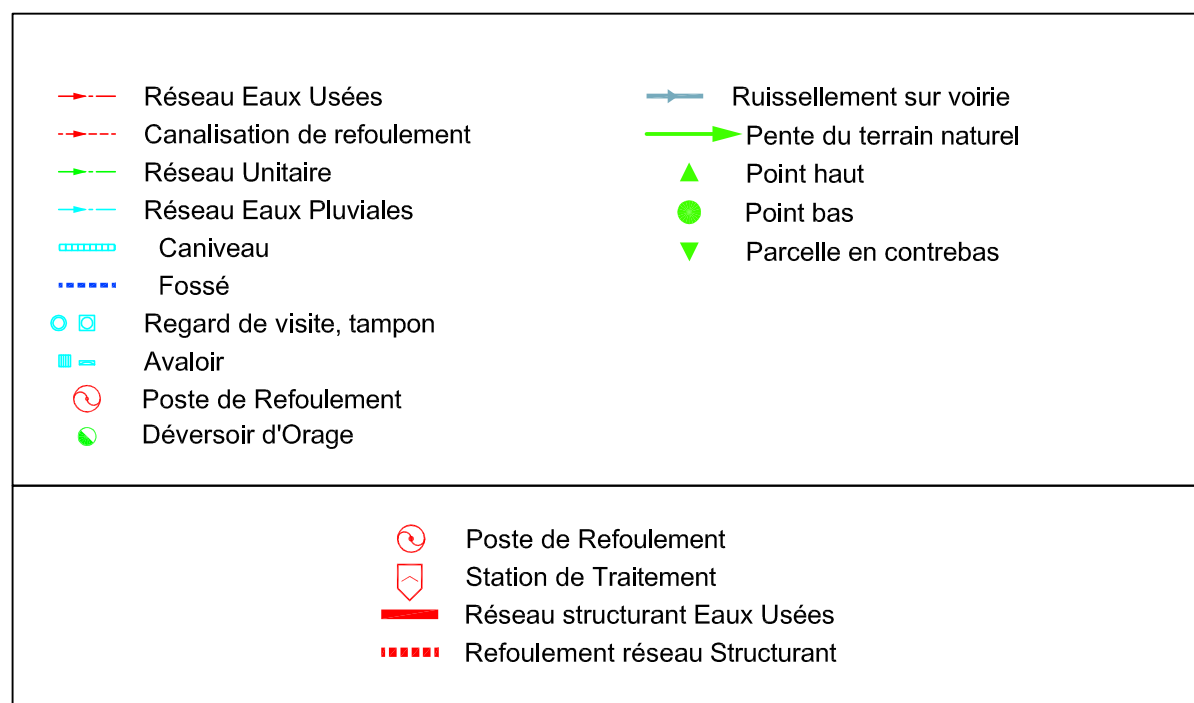 Réseau Eaux Usées
Canalisation de refoulement
Réseau Unitaire
Réseau Eaux Pluviales
Caniveau
Fossé
Regard de visite, tampon
Avaloir
Poste de Refoulement
Déversoir d'Orage
Ruissellement sur voirie
Pente du terrain naturel
Point haut
Point bas
Parcelle en contrebas
Poste de Refoulement
Station de Traitement
Réseau structurant Eaux Usées
Refoulement réseau Structurant